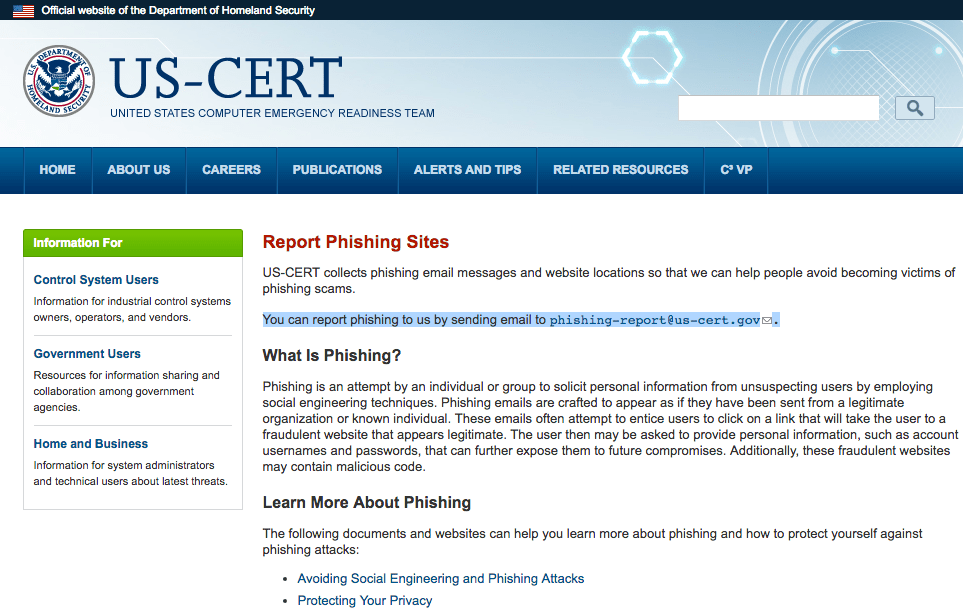 Official website of the Department of Homeland Security
U.S. DEPARTMENT OF HOMELAND SECURITY
US-CERT
UNITED STATES COMPUTER EMERGENCY READINESS TEAM
HOME ABOUT US CAREERS PUBLICATIONS ALERTS AND TIPS RELATED RESOURCES C³ VP
Information For
Control System Users
Information for industrial control systems
owners, operators, and vendors.
Government Users
Resources for information sharing and
collaboration among government
agencies.
Home and Business
Information for system administrators
and technical users about latest threats.
Report Phishing Sites
US-CERT collects phishing email messages and website locations so that we can help people avoid becoming victims of
phishing scams.
You can report phishing to us by sending email to phishing-report@us-cert.gov.
What Is Phishing?
Phishing is an attempt by an individual or group to solicit personal information from unsuspecting users by employing
social engineering techniques. Phishing emails are crafted to appear as if they have been sent from a legitimate
organization or known individual. These emails often attempt to entice users to click on a link that will take the user to a
fraudulent website that appears legitimate. The user then may be asked to provide personal information, such as account
usernames and passwords, that can further expose them to future compromises. Additionally, these fraudulent websites
may contain malicious code.
Learn More About Phishing
The following documents and websites can help you learn more about phishing and how to protect yourself against
phishing attacks:
• Avoiding Social Engineering and Phishing Attacks
• Protecting Your Privacy